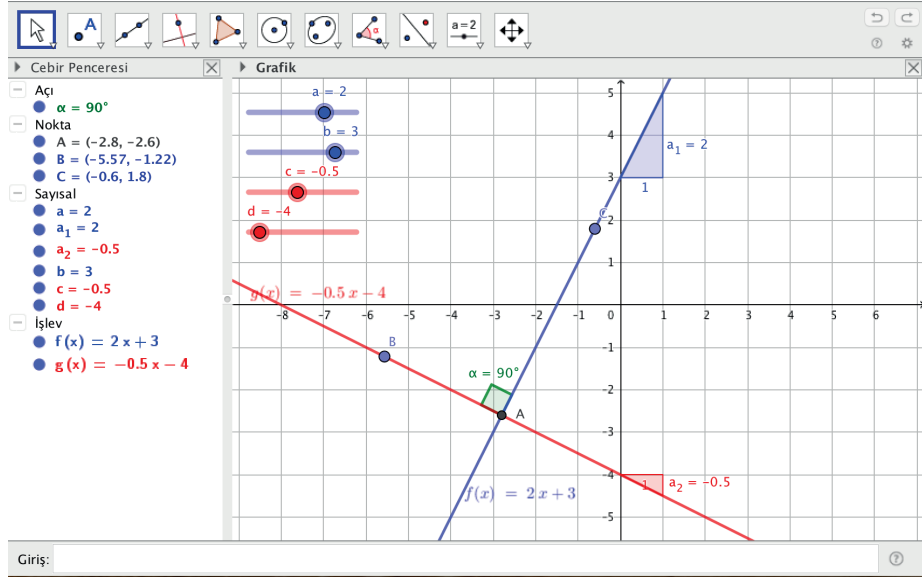 A
α
a=2
Cebir Penceresi
Açı
α = 90°
Nokta
A = (-2.8, -2.6)
B = (-5.57, -1.22)
C = (-0.6, 1.8)
Sayısal
a = 2
a₁ = 2
a₂ = -0.5
b = 3
c = -0.5
d = -4
İşlev
f(x) = 2 x + 3
g(x) = -0.5 x - 4
Grafik
a = 2
b = 3
c = -0.5
d = -4
g(x) = -0.5 x - 4
B
α = 90°
A
C
f(x) = 2 x + 3
a₁ = 2
1
a₂ = -0.5
1
5
4
3
2
1
-8 -7 -6 -5 -4 -3 -2 -1 0 1 2 3 4 5 6
-1
-2
-3
-4
-5
Giriş: